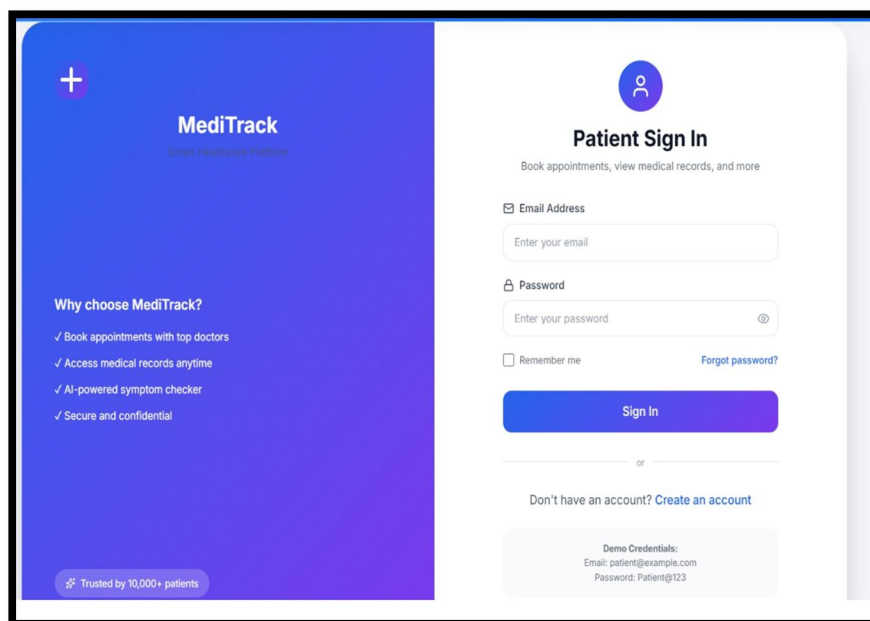 MediTrack
Smart Healthcare Platform
Why choose MediTrack?
✓ Book appointments with top doctors
✓ Access medical records anytime
✓ AI-powered symptom checker
✓ Secure and confidential
Trusted by 10,000+ patients
Patient Sign In
Book appointments, view medical records, and more
Email Address
Enter your email
Password
Enter your password
Remember me
Forgot password?
Sign In
or
Don't have an account? Create an account
Demo Credentials:
Email: patient@example.com
Password: Patient@123